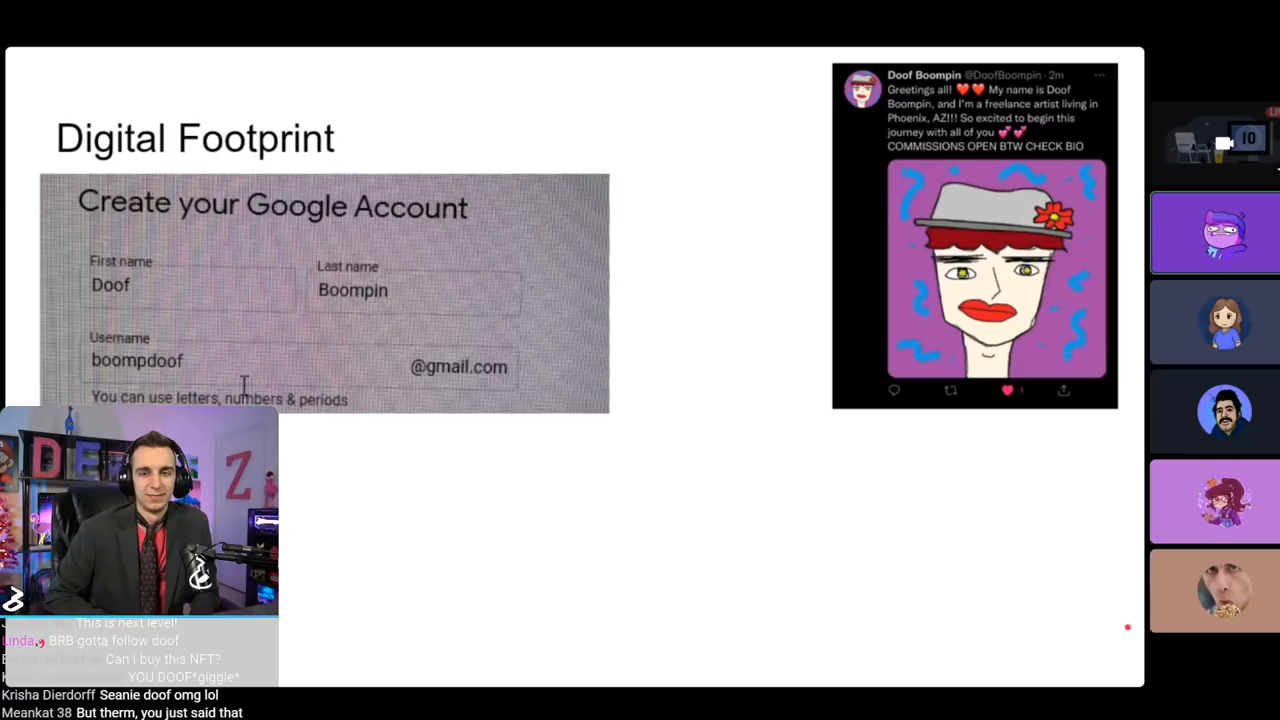 Digital Footprint
Create your Google Account
First name
Doof
Last name
Boompin
Username
boompdoof
@gmail.com
You can use letters, numbers & periods
Doof Boompin @DoofBoompin · 2m
Greetings all! ❤️ ❤️ My name is Doof
Boompin, and I'm a freelance artist living in
Phoenix, AZ!!! So excited to begin this
journey with all of you 💕 💕
COMMISSIONS OPEN BTW CHECK BIO
1
10
DE
Z
This is next level!
Linda BRB gotta follow doof
Can I buy this NFT?
YOU DOOF*giggle*
Krisha Dierdorff Seanie doof omg lol
Meankat 38 But therm, you just said that